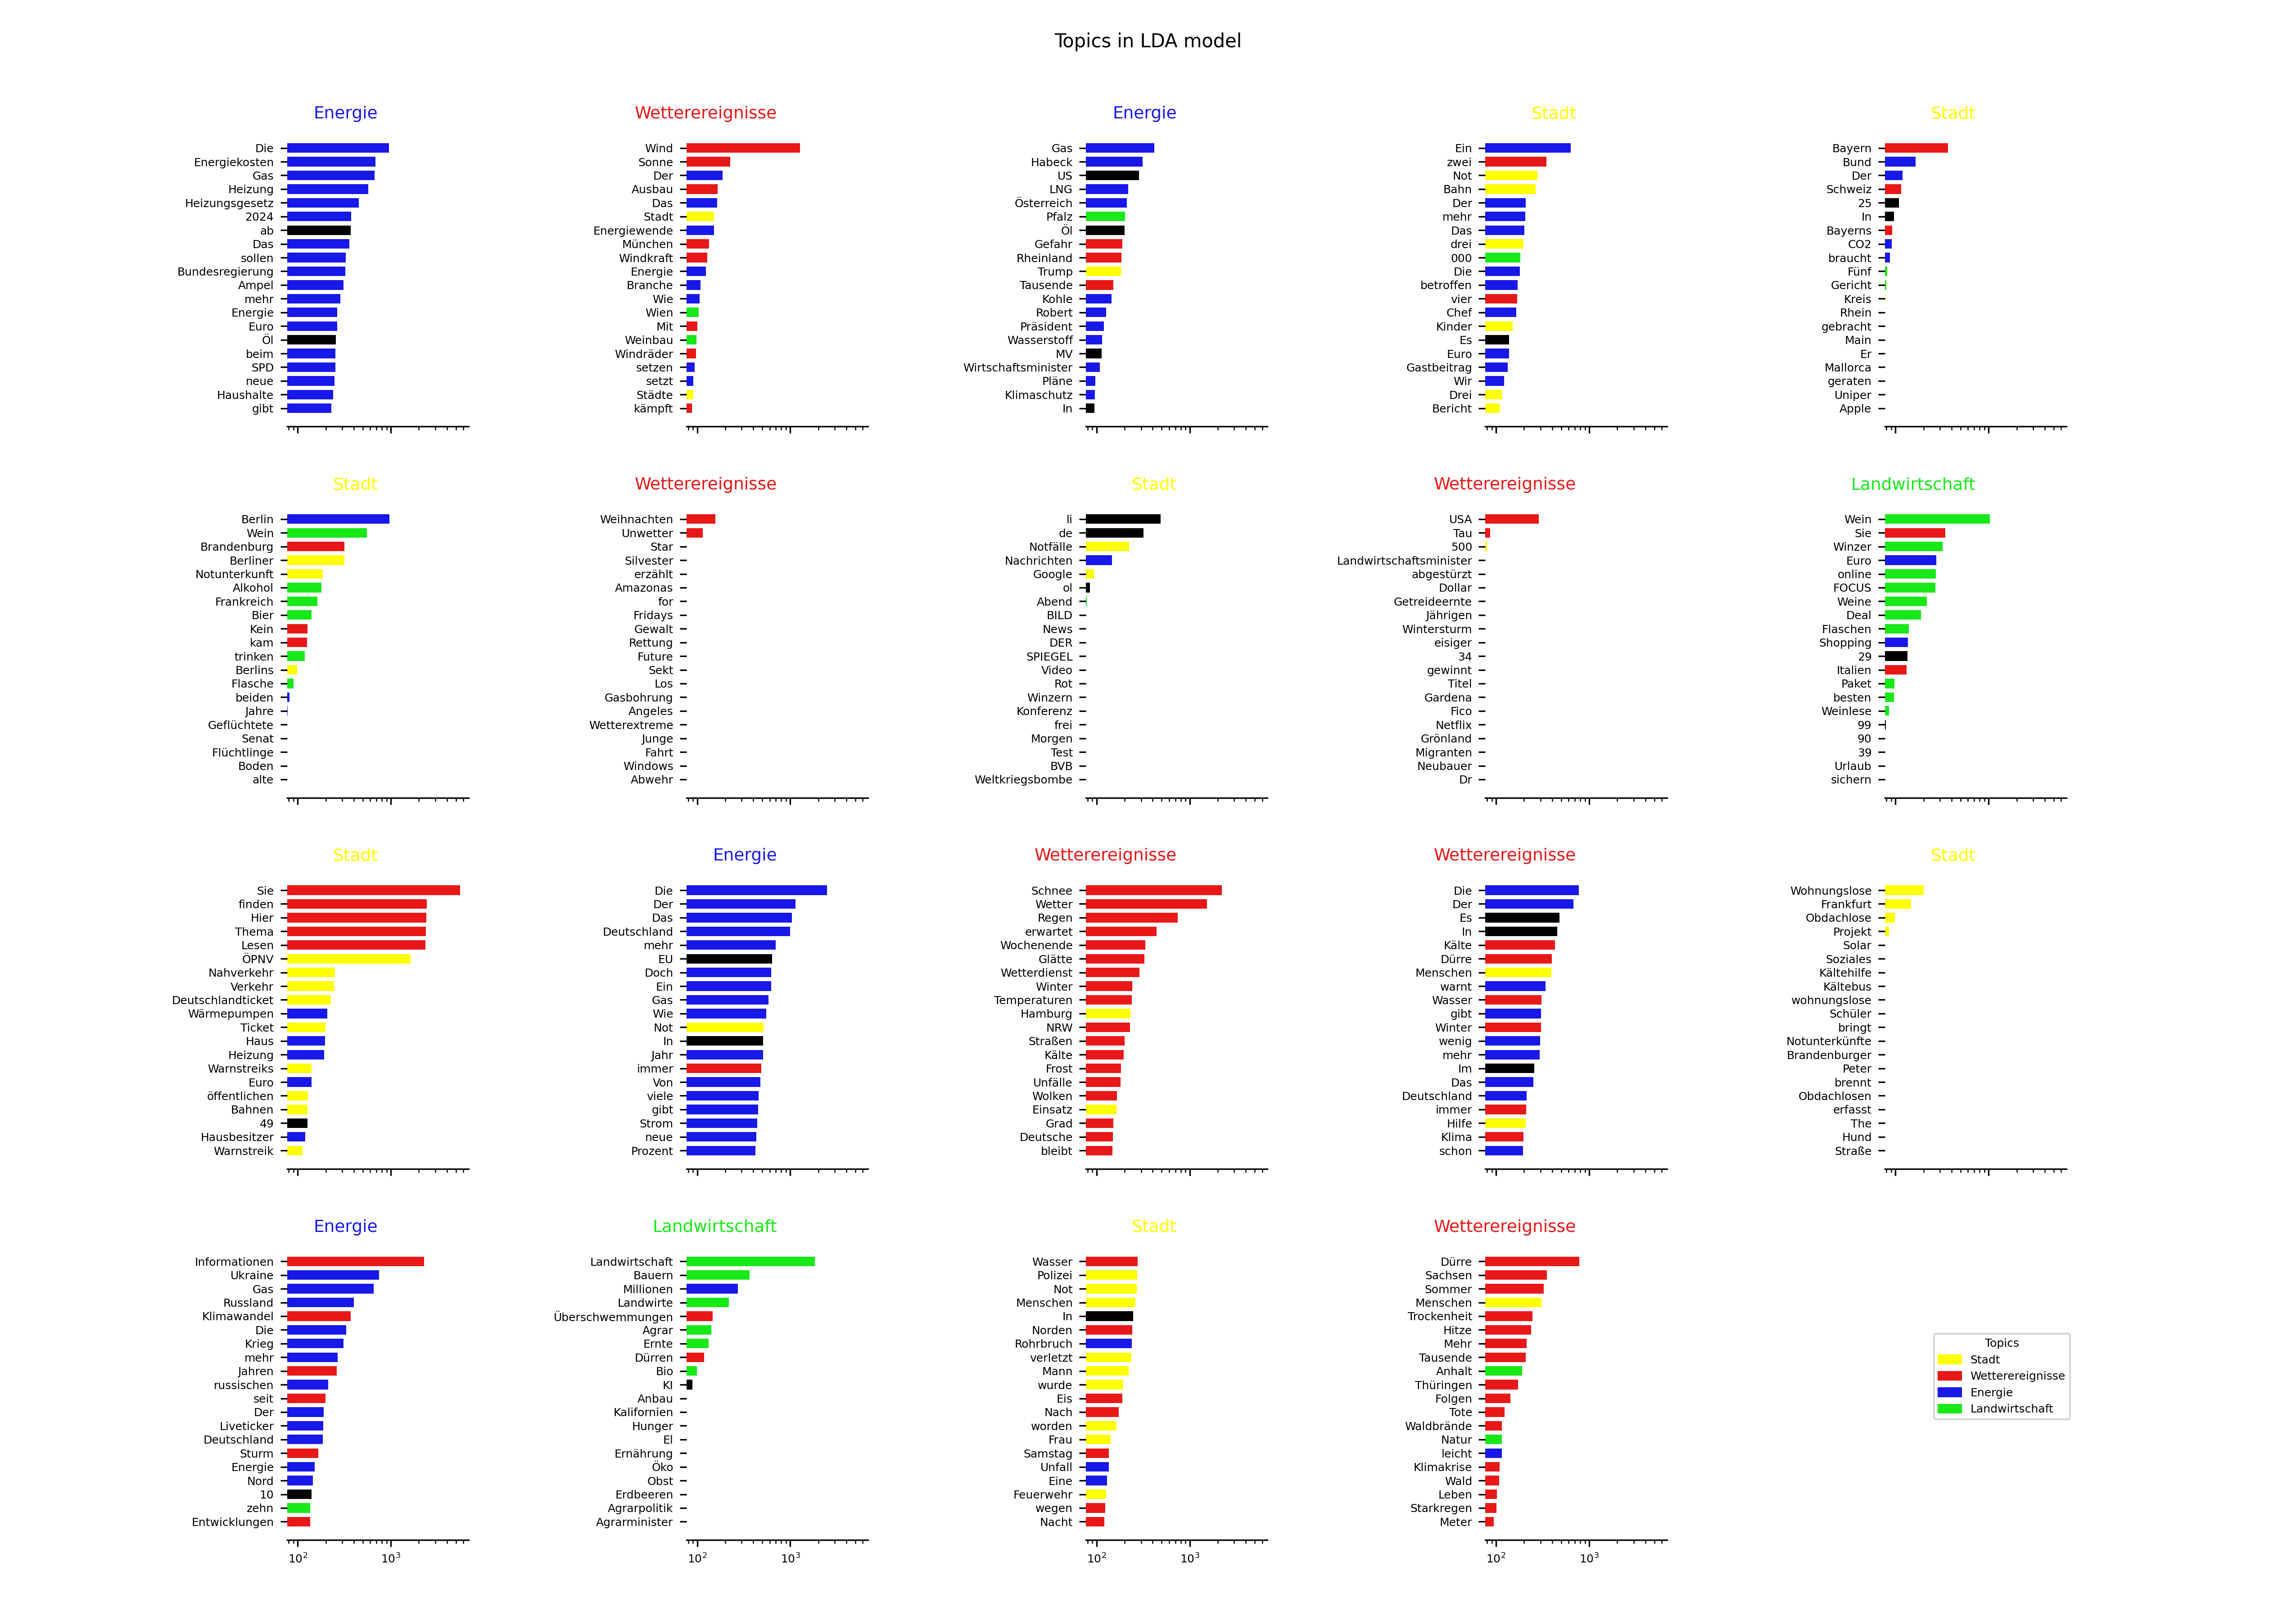 Topics in LDA model
Energie
Die
Energiekosten
Gas
Heizung
Heizungsgesetz
2024
ab
Das
sollen
Bundesregierung
Ampel
mehr
Energie
Euro
Öl
beim
SPD
neue
Haushalte
gibt
Wetterereignisse
Wind
Sonne
Der
Ausbau
Das
Stadt
Energiewende
München
Windkraft
Energie
Branche
Wie
Wien
Mit
Weinbau
Windräder
setzen
setzt
Städte
kämpft
Energie
Gas
Habeck
US
LNG
Österreich
Pfalz
Öl
Gefahr
Rheinland
Trump
Tausende
Kohle
Robert
Präsident
Wasserstoff
MV
Wirtschaftsminister
Pläne
Klimaschutz
In
Stadt
Ein
zwei
Not
Bahn
Der
mehr
Das
drei
000
Die
betroffen
vier
Chef
Kinder
Es
Euro
Gastbeitrag
Wir
Drei
Bericht
Stadt
Bayern
Bund
Der
Schweiz
25
In
Bayerns
CO2
braucht
Fünf
Gericht
Kreis
Rhein
gebracht
Main
Er
Mallorca
geraten
Uniper
Apple
Stadt
Berlin
Wein
Brandenburg
Berliner
Notunterkunft
Alkohol
Frankreich
Bier
Kein
kam
trinken
Berlins
Flasche
beiden
Jahre
Geflüchtete
Senat
Flüchtlinge
Boden
alte
Wetterereignisse
Weihnachten
Unwetter
Star
Silvester
erzählt
Amazonas
for
Fridays
Gewalt
Rettung
Future
Sekt
Los
Gasbohrung
Angeles
Wetterextreme
Junge
Fahrt
Windows
Abwehr
Stadt
li
de
Notfälle
Nachrichten
Google
ol
Abend
BILD
News
DER
SPIEGEL
Video
Rot
Winzern
Konferenz
frei
Morgen
Test
BVB
Weltkriegsbombe
Wetterereignisse
USA
Tau
500
Landwirtschaftsminister
abgestürzt
Dollar
Getreideernte
Jährigen
Wintersturm
eisiger
34
gewinnt
Titel
Gardena
Fico
Netflix
Grönland
Migranten
Neubauer
Dr
Landwirtschaft
Wein
Sie
Winzer
Euro
online
FOCUS
Weine
Deal
Flaschen
Shopping
29
Italien
Paket
besten
Weinlese
99
90
39
Urlaub
sichern
Stadt
Sie
finden
Hier
Thema
Lesen
ÖPNV
Nahverkehr
Verkehr
Deutschlandticket
Wärmepumpen
Ticket
Haus
Heizung
Warnstreiks
Euro
öffentlichen
Bahnen
49
Hausbesitzer
Warnstreik
Energie
Die
Der
Das
Deutschland
mehr
EU
Doch
Ein
Gas
Wie
Not
In
Jahr
immer
Von
viele
gibt
Strom
neue
Prozent
Wetterereignisse
Schnee
Wetter
Regen
erwartet
Wochenende
Glätte
Wetterdienst
Winter
Temperaturen
Hamburg
NRW
Straßen
Kälte
Frost
Unfälle
Wolken
Einsatz
Grad
Deutsche
bleibt
Wetterereignisse
Die
Der
Es
In
Kälte
Dürre
Menschen
warnt
Wasser
gibt
Winter
wenig
mehr
Im
Das
Deutschland
immer
Hilfe
Klima
schon
Stadt
Wohnungslose
Frankfurt
Obdachlose
Projekt
Solar
Soziales
Kältehilfe
Kältebus
wohnungslose
Schüler
bringt
Notunterkünfte
Brandenburger
Peter
brennt
Obdachlosen
erfasst
The
Hund
Straße
Energie
Informationen
Ukraine
Gas
Russland
Klimawandel
Die
Krieg
mehr
Jahren
russischen
seit
Der
Liveticker
Deutschland
Sturm
Energie
Nord
10
zehn
Entwicklungen
10²
10³
Landwirtschaft
Landwirtschaft
Bauern
Millionen
Landwirte
Überschwemmungen
Agrar
Ernte
Dürren
Bio
KI
Anbau
Kalifornien
Hunger
El
Ernährung
Öko
Obst
Erdbeeren
Agrarpolitik
Agrarminister
10²
10³
Stadt
Wasser
Polizei
Not
Menschen
In
Norden
Rohrbruch
verletzt
Mann
wurde
Eis
Nach
worden
Frau
Samstag
Unfall
Eine
Feuerwehr
wegen
Nacht
10²
10³
Wetterereignisse
Dürre
Sachsen
Sommer
Menschen
Trockenheit
Hitze
Mehr
Tausende
Anhalt
Thüringen
Folgen
Tote
Waldbrände
Natur
leicht
Klimakrise
Wald
Leben
Starkregen
Meter
10²
10³
Topics
Stadt
Wetterereignisse
Energie
Landwirtschaft